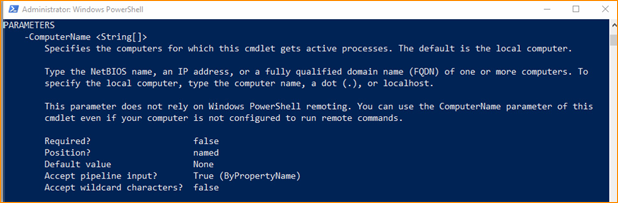 Administrator: Windows PowerShell
PARAMETERS
-ComputerName <String[]>
Specifies the computers for which this cmdlet gets active processes. The default is the local computer.
Type the NetBIOS name, an IP address, or a fully qualified domain name (FQDN) of one or more computers. To
specify the local computer, type the computer name, a dot (.), or localhost.
This parameter does not rely on Windows PowerShell remoting. You can use the ComputerName parameter of this
cmdlet even if your computer is not configured to run remote commands.
Required? false
Position? named
Default value None
Accept pipeline input? True (ByPropertyName)
Accept wildcard characters? false